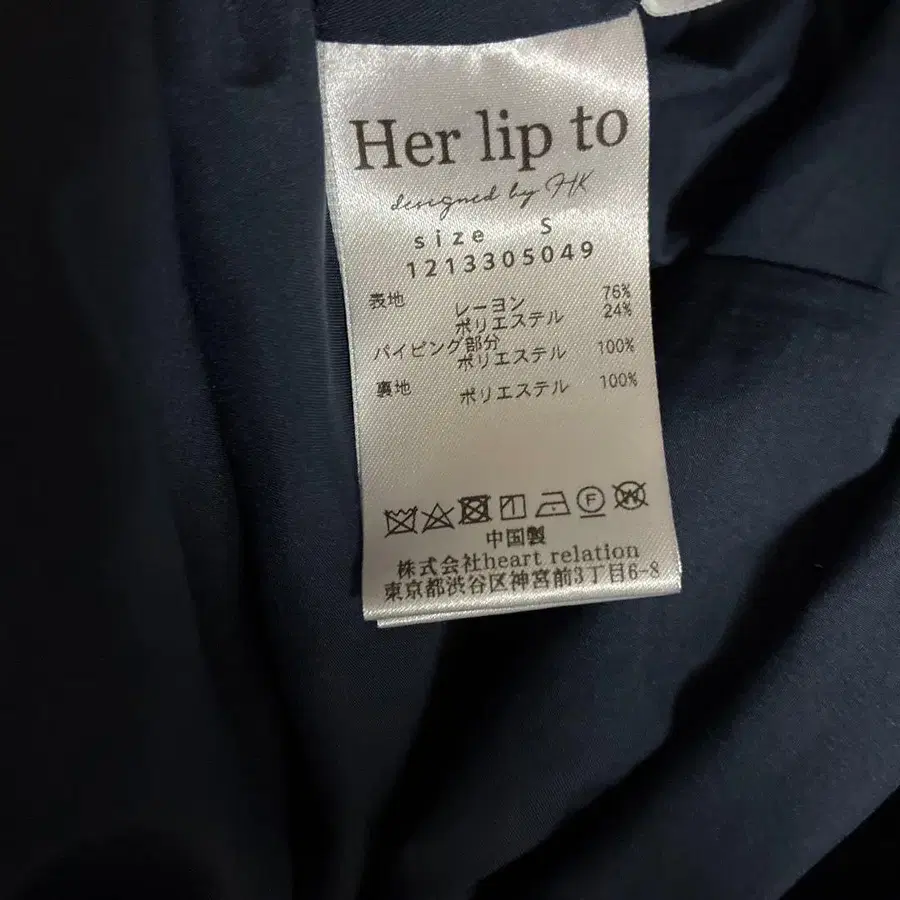 Her lip to
designed by HK
size S
1213305049
表地 レーヨン 76%
ポリエステル 24%
パイピング部分
ポリエステル 100%
裏地 ポリエステル 100%
F
W
中国製
株式会社heart relation
東京都渋谷区神宮前3丁目6-8